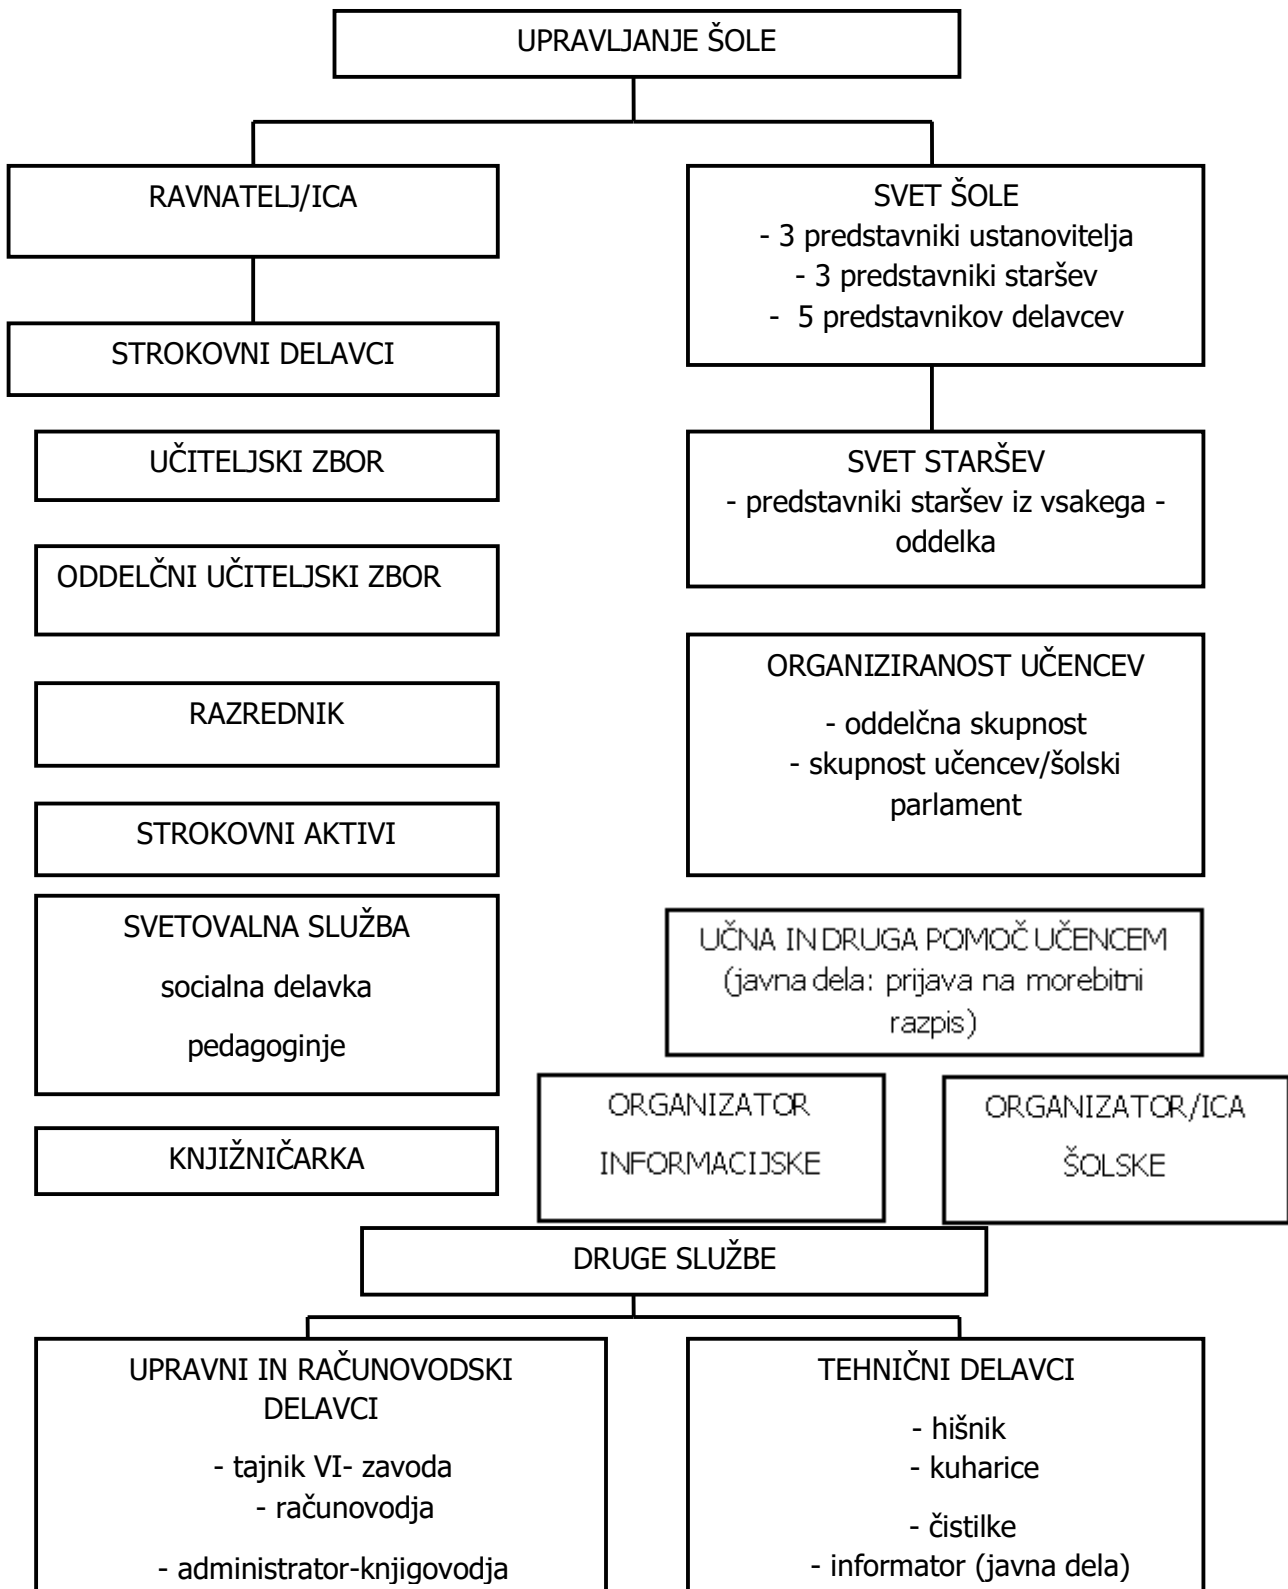 UPRAVLJANJE ŠOLE
RAVNATELJ/ICA
SVET ŠOLE
- 3 predstavniki ustanovitelja
- 3 predstavniki staršev
- 5 predstavnikov delavcev
STROKOVNI DELAVCI
UČITELJSKI ZBOR
SVET STARŠEV
- predstavniki staršev iz vsakega -
oddelka
ODDELČNI UČITELJSKI ZBOR
ORGANIZIRANOST UČENCEV
- oddelčna skupnost
- skupnost učencev/šolski
parlament
RAZREDNIK
STROKOVNI AKTIVI
SVETOVALNA SLUŽBA
socialna delavka
pedagoginje
UČNA IN DRUGA POMOČ UČENCEM
(javna dela: prijava na morebitni
razpis)
KNJIŽNIČARKA
ORGANIZATOR
INFORMACIJSKE
ORGANIZATOR/ICA
ŠOLSKE
DRUGE SLUŽBE
UPRAVNI IN RAČUNOVODSKI
DELAVCI
- tajnik VI- zavoda
- računovodja
- administrator-knjigovodja
TEHNIČNI DELAVCI
- hišnik
- kuharice
- čistilke
- informator (javna dela)